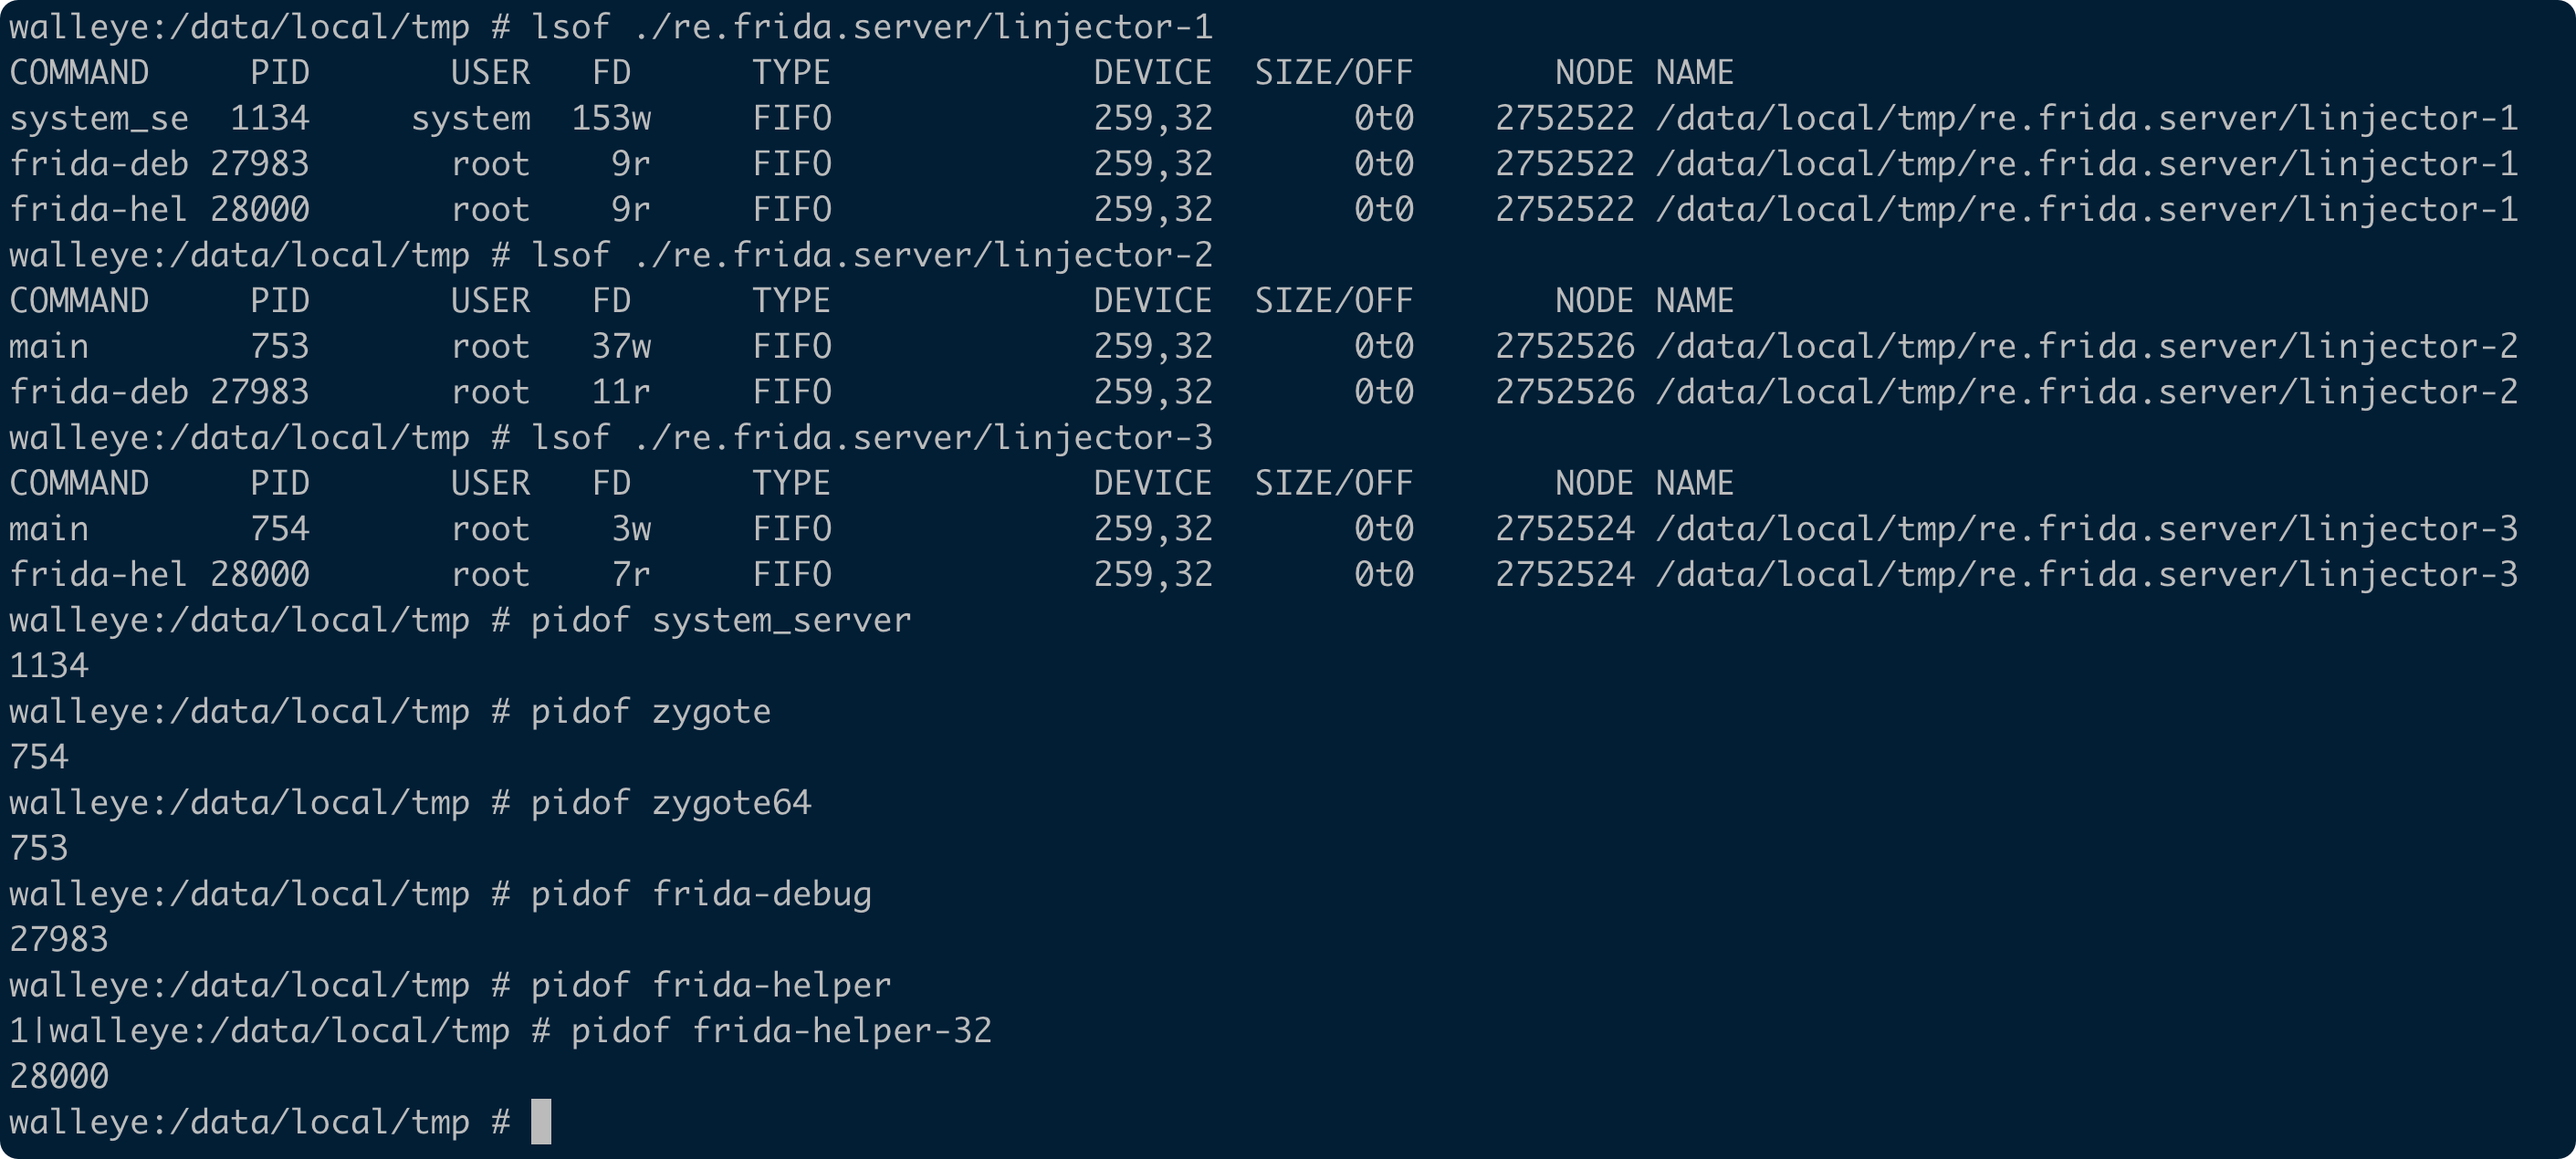 walleye:/data/local/tmp # lsof ./re.frida.server/linjector-1
COMMAND     PID       USER   FD      TYPE             DEVICE  SIZE/OFF       NODE NAME
system_se  1134     system  153w     FIFO             259,32       0t0    2752522 /data/local/tmp/re.frida.server/linjector-1
frida-deb 27983       root    9r     FIFO             259,32       0t0    2752522 /data/local/tmp/re.frida.server/linjector-1
frida-hel 28000       root    9r     FIFO             259,32       0t0    2752522 /data/local/tmp/re.frida.server/linjector-1
walleye:/data/local/tmp # lsof ./re.frida.server/linjector-2
COMMAND     PID       USER   FD      TYPE             DEVICE  SIZE/OFF       NODE NAME
main        753       root   37w     FIFO             259,32       0t0    2752526 /data/local/tmp/re.frida.server/linjector-2
frida-deb 27983       root   11r     FIFO             259,32       0t0    2752526 /data/local/tmp/re.frida.server/linjector-2
walleye:/data/local/tmp # lsof ./re.frida.server/linjector-3
COMMAND     PID       USER   FD      TYPE             DEVICE  SIZE/OFF       NODE NAME
main        754       root    3w     FIFO             259,32       0t0    2752524 /data/local/tmp/re.frida.server/linjector-3
frida-hel 28000       root    7r     FIFO             259,32       0t0    2752524 /data/local/tmp/re.frida.server/linjector-3
walleye:/data/local/tmp # pidof system_server
1134
walleye:/data/local/tmp # pidof zygote
754
walleye:/data/local/tmp # pidof zygote64
753
walleye:/data/local/tmp # pidof frida-debug
27983
walleye:/data/local/tmp # pidof frida-helper
1|walleye:/data/local/tmp # pidof frida-helper-32
28000
walleye:/data/local/tmp #